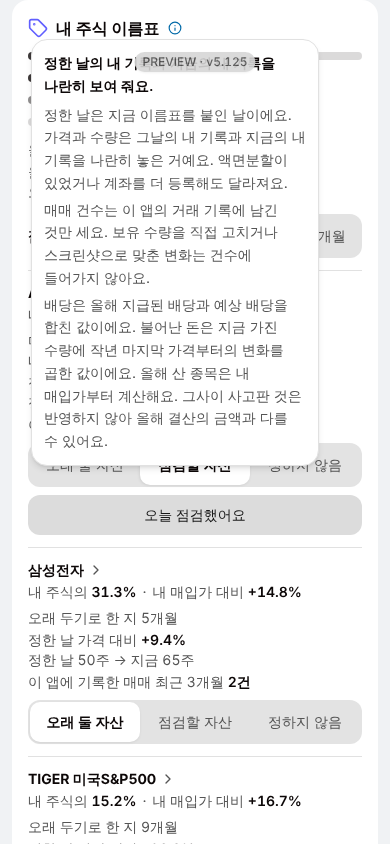 내 주식 이름표
정한 날의 내 기
록을
PREVIEW · v5.125
나란히 보여 줘요.
정한 날은 지금 이름표를 붙인 날이에요.
가격과 수량은 그날의 내 기록과 지금의 내
기록을 나란히 놓은 거예요. 액면분할이
있었거나 계좌를 더 등록해도 달라져요.
매매 건수는 이 앱의 거래 기록에 남긴
것만 세요. 보유 수량을 직접 고치거나
스크린샷으로 맞춘 변화는 건수에
들어가지 않아요.
개월
배당은 올해 지급된 배당과 예상 배당을
합친 값이에요. 불어난 돈은 지금 가진
수량에 작년 마지막 가격부터의 변화를
곱한 값이에요. 올해 산 종목은 내
매입가부터 계산해요. 그사이 사고판 것은
반영하지 않아 올해 결산의 금액과 다를
수 있어요.
오래 둘 자산 점검할 자산 정하지 않음
오늘 점검했어요
삼성전자
내 주식의 31.3% · 내 매입가 대비 +14.8%
오래 두기로 한 지 5개월
정한 날 가격 대비 +9.4%
정한 날 50주 → 지금 65주
이 앱에 기록한 매매 최근 3개월 2건
오래 둘 자산 점검할 자산 정하지 않음
TIGER 미국S&P500
내 주식의 15.2% · 내 매입가 대비 +16.7%
오래 두기로 한 지 9개월